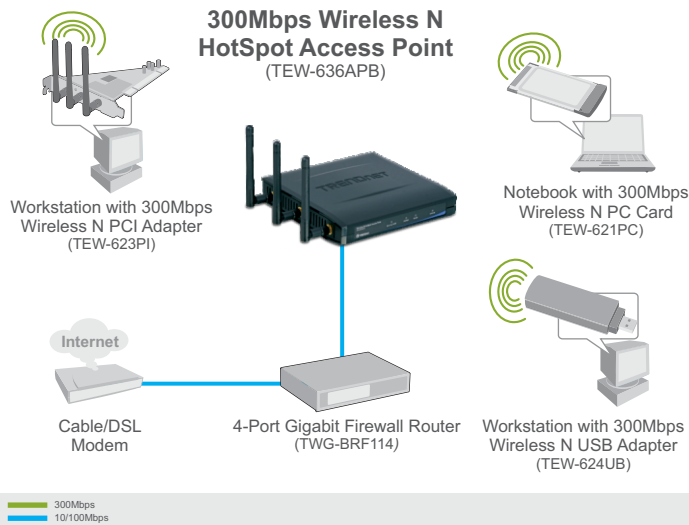 300Mbps Wireless N
HotSpot Access Point
(TEW-636APB)
TRENDnet
Workstation with 300Mbps
Wireless N PCI Adapter
(TEW-623PI)
Notebook with 300Mbps
Wireless N PC Card
(TEW-621PC)
Internet
Cable/DSL
Modem
4-Port Gigabit Firewall Router
(TWG-BRF114)
Workstation with 300Mbps
Wireless N USB Adapter
(TEW-624UB)
300Mbps
10/100Mbps